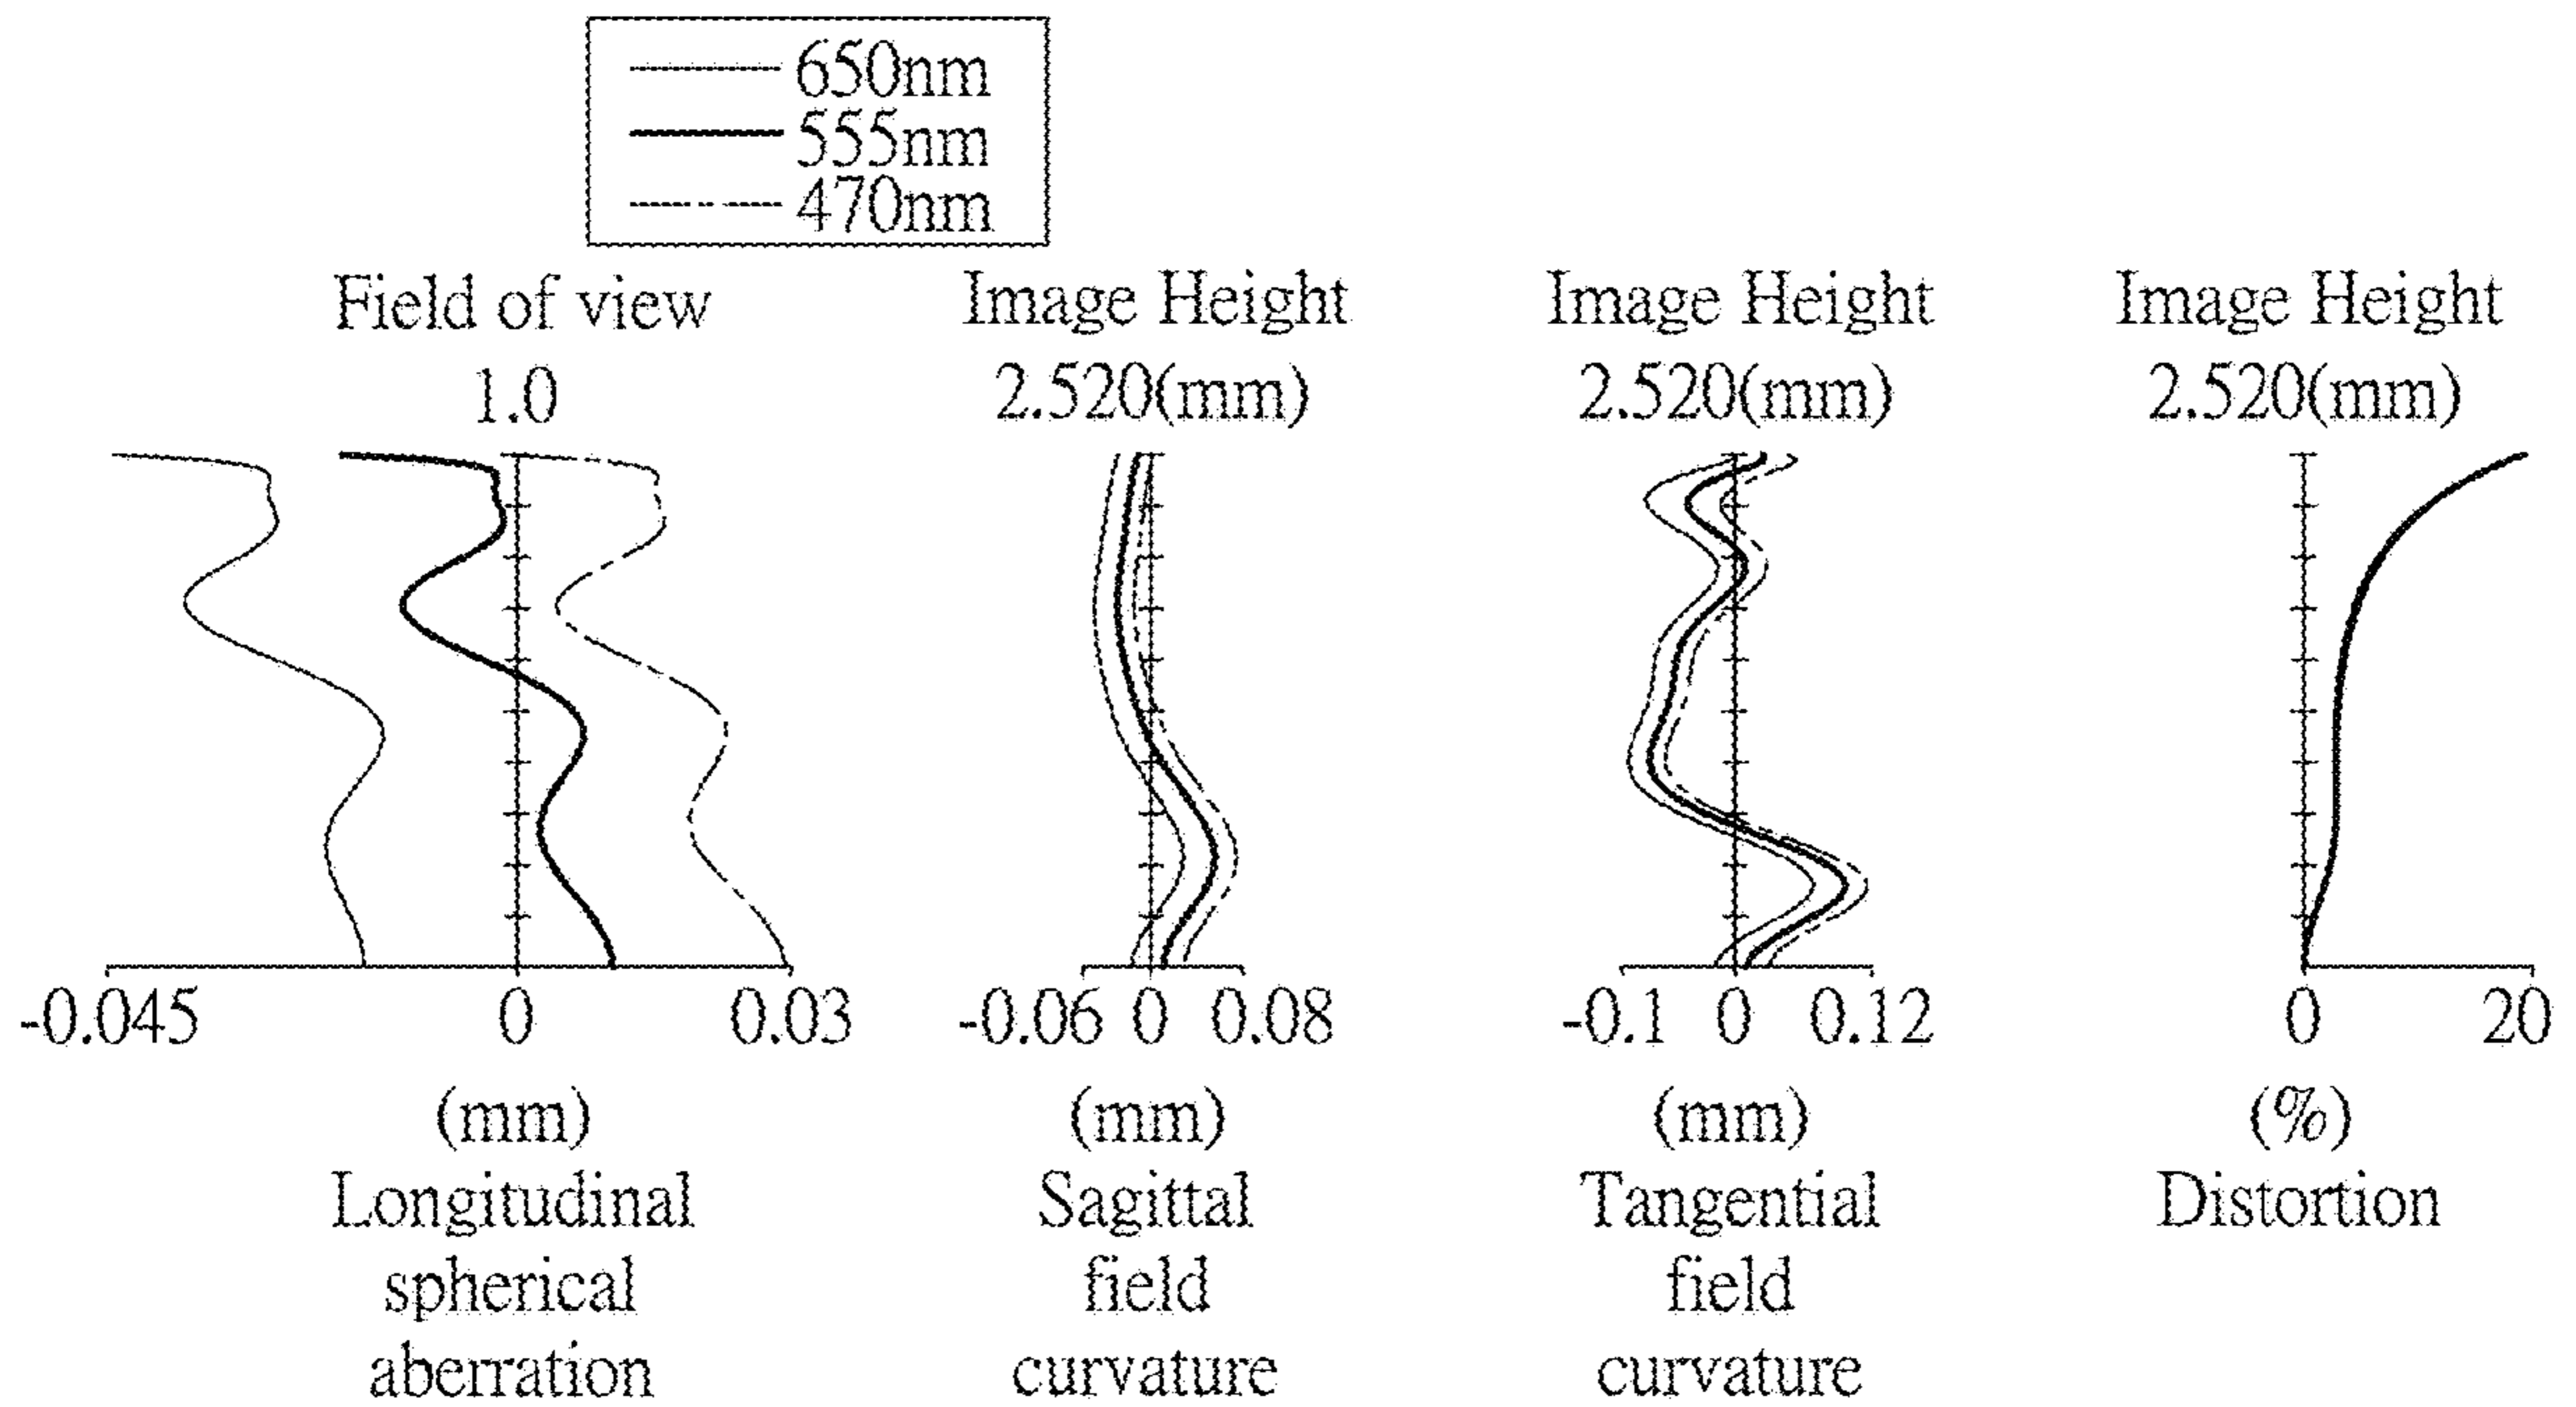 650nm
555nm
470nm
Field of view
1.0
Image Height
2.520(mm)
Image Height
2.520(mm)
Image Height
2.520(mm)
-0.045 0 0.03
(mm)
Longitudinal
spherical
aberration
-0.06 0 0.08
(mm)
Sagittal
field
curvature
-0.1 0 0.12
(mm)
Tangential
field
curvature
0 20
(%)
Distortion